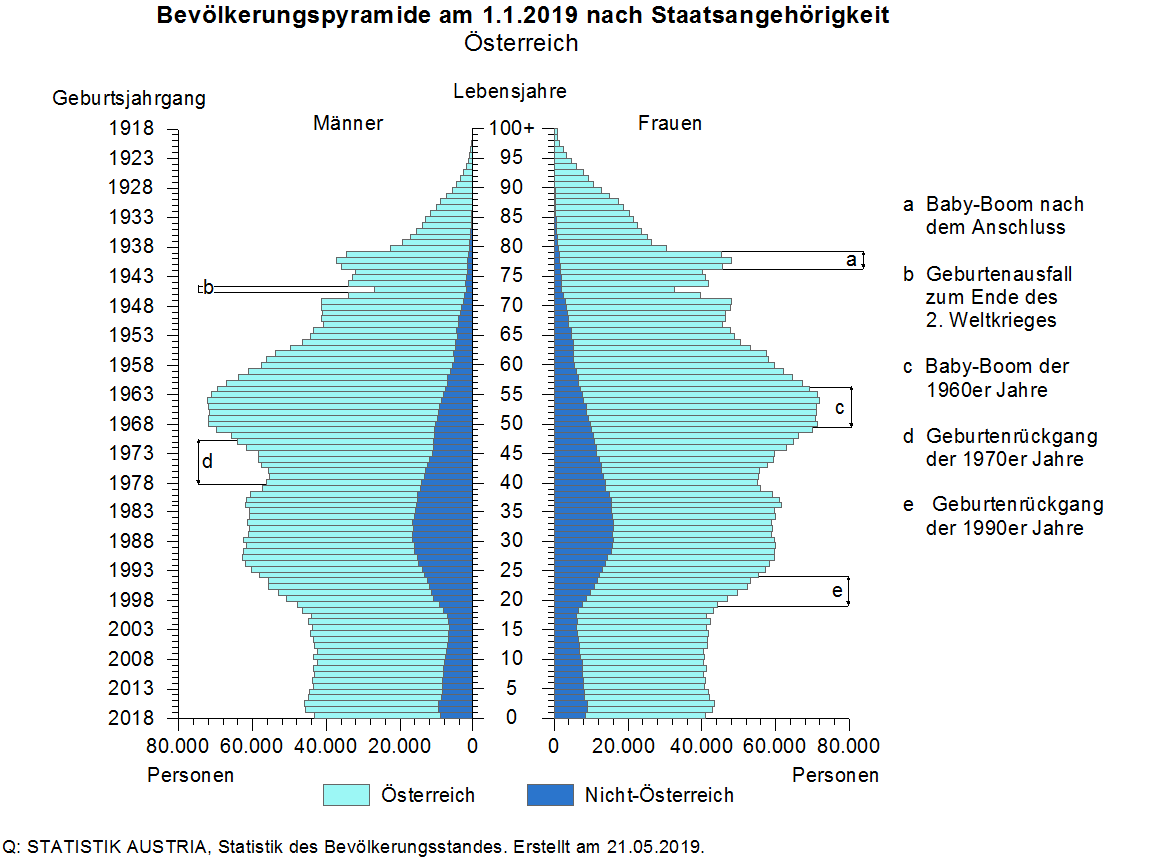 Bevölkerungspyramide am 1.1.2019 nach Staatsangehörigkeit
Österreich
Lebensjahre
Geburtsjahrgang
Männer
Frauen
1918 100+
1923 95
1928 90
1933 85
1938 80
1943 75
1948 70
1953 65
1958 60
1963 55
1968 50
1973 45
1978 40
1983 35
1988 30
1993 25
1998 20
2003 15
2008 10
2013 5
2018 0
a
b
c
d
e
80.000 60.000 40.000 20.000 0 0 20.000 40.000 60.000 80.000
Personen Personen
Österreich Nicht-Österreich
a Baby-Boom nach
dem Anschluss
b Geburtenausfall
zum Ende des
2. Weltkrieges
c Baby-Boom der
1960er Jahre
d Geburtenrückgang
der 1970er Jahre
e Geburtenrückgang
der 1990er Jahre
Q: STATISTIK AUSTRIA, Statistik des Bevölkerungsstandes. Erstellt am 21.05.2019.